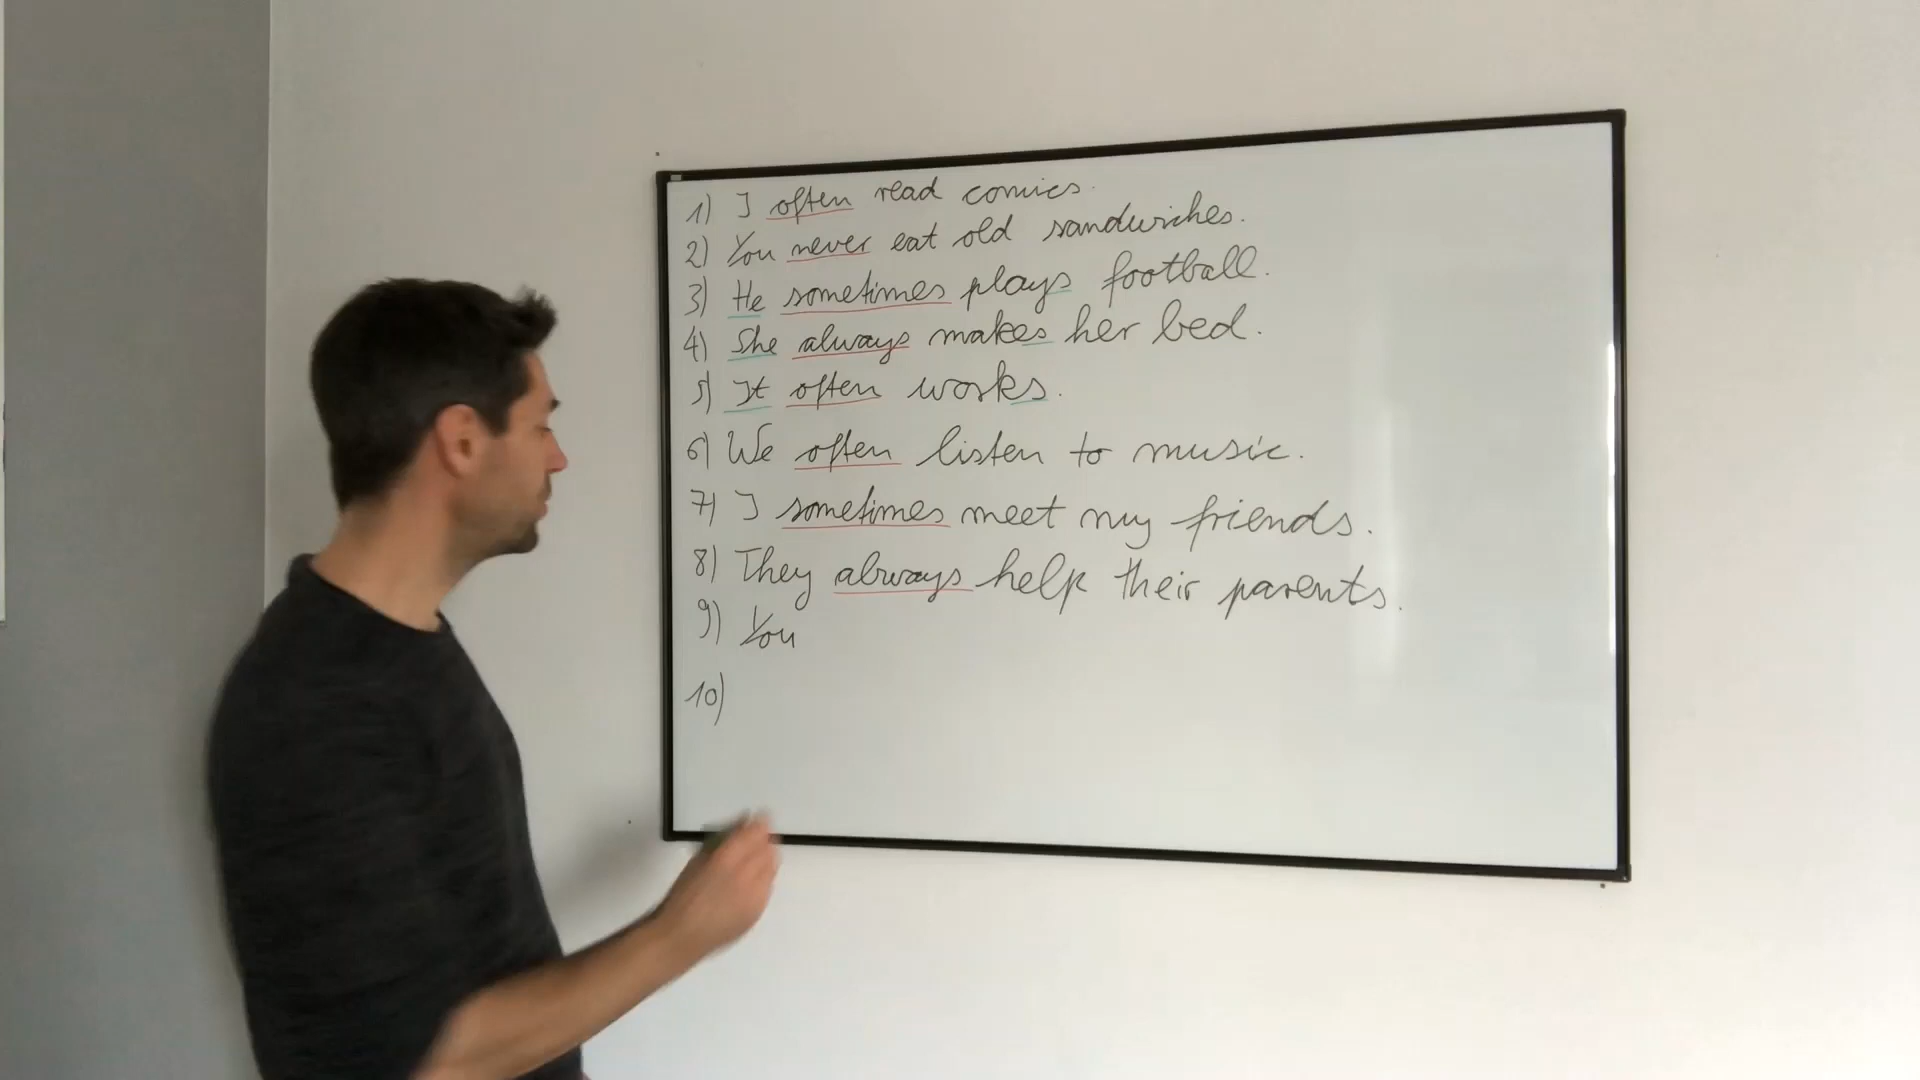 1) I often read comics.
2) You never eat old sandwiches.
3) He sometimes plays football.
4) She always makes her bed.
5) It often works.
6) We often listen to music.
7) I sometimes meet my friends.
8) They always help their parents.
9) You
10)